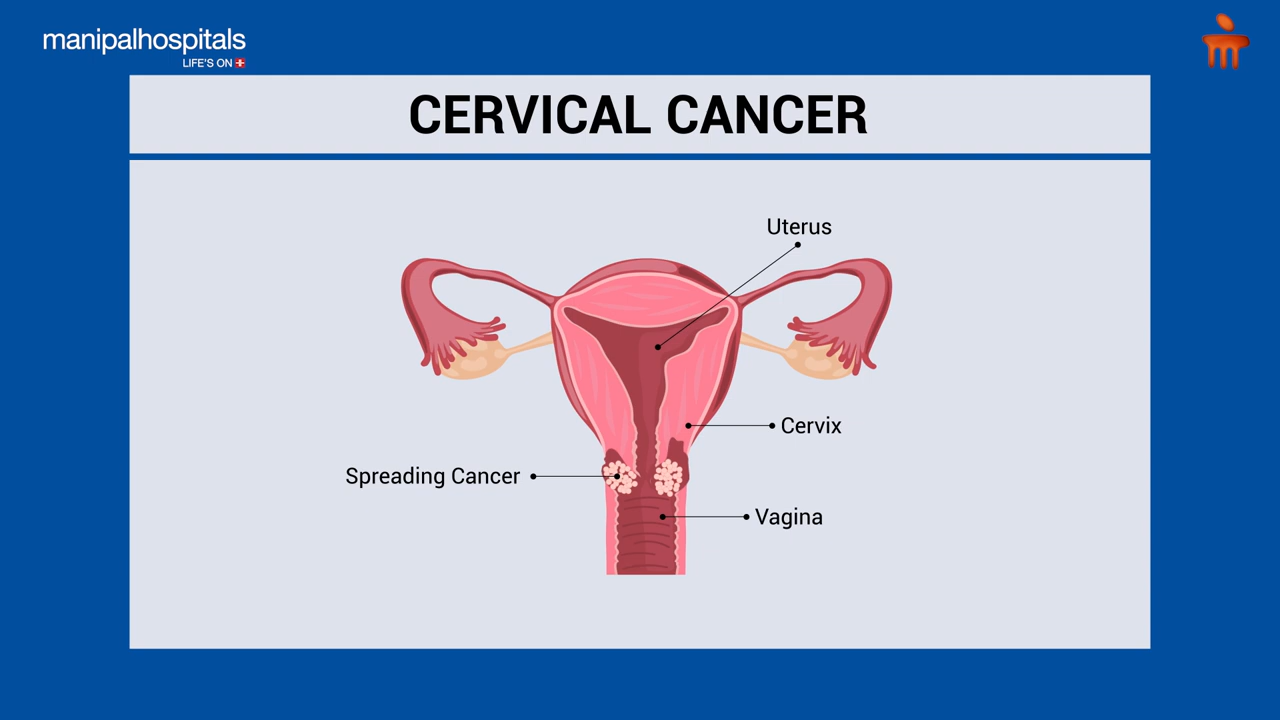 manipalhospitals
LIFE'S ON
CERVICAL CANCER
Uterus
Cervix
Spreading Cancer
Vagina